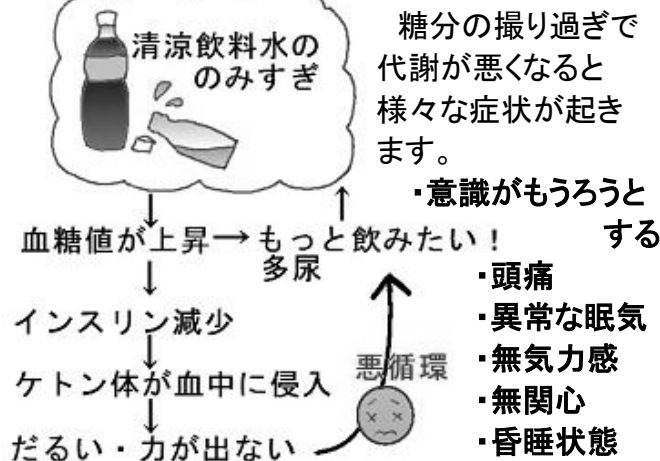 清涼飲料水の
のみすぎ
血糖値が上昇→もっと飲みたい！
多尿
インスリン減少
ケトン体が血中に侵入
だるい・力が出ない
悪循環
糖分の撮り過ぎで
代謝が悪くなると
様々な症状が起き
ます。
・意識がもうろうと
する
・頭痛
・異常な眠気
・無気力感
・無関心
・昏睡状態